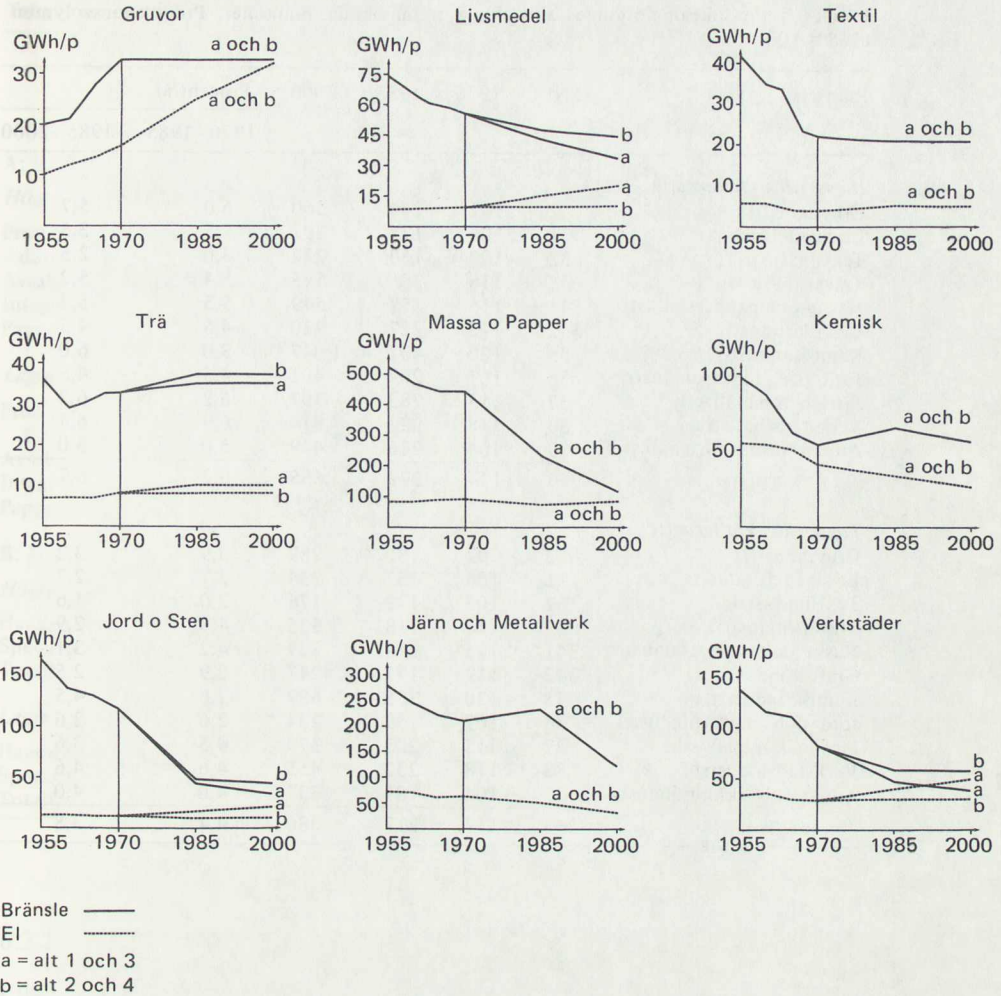 Gruvor
GWh/p
30
20
10
a och b
a och b
1955 1970 1985 2000
Livsmedel
GWh/p
75
60
45
30
15
b
a
a
b
1955 1970 1985 2000
Textil
GWh/p
40
30
20
10
a och b
a och b
1955 1970 1985 2000
Trä
GWh/p
40
30
20
10
b
a
a
b
1955 1970 1985 2000
Massa o Papper
GWh/p
500
400
300
200
100
a och b
a och b
1955 1970 1985 2000
Kemisk
GWh/p
100
50
a och b
a och b
1955 1970 1985 2000
Jord o Sten
GWh/p
150
100
50
b
a
a
b
1955 1970 1985 2000
Järn och Metallverk
GWh/p
300
250
200
150
100
50
a och b
a och b
1955 1970 1985 2000
Verkstäder
GWh/p
150
100
50
b
a
a
b
1955 1970 1985 2000
Bränsle
El
a = alt 1 och 3
b = alt 2 och 4